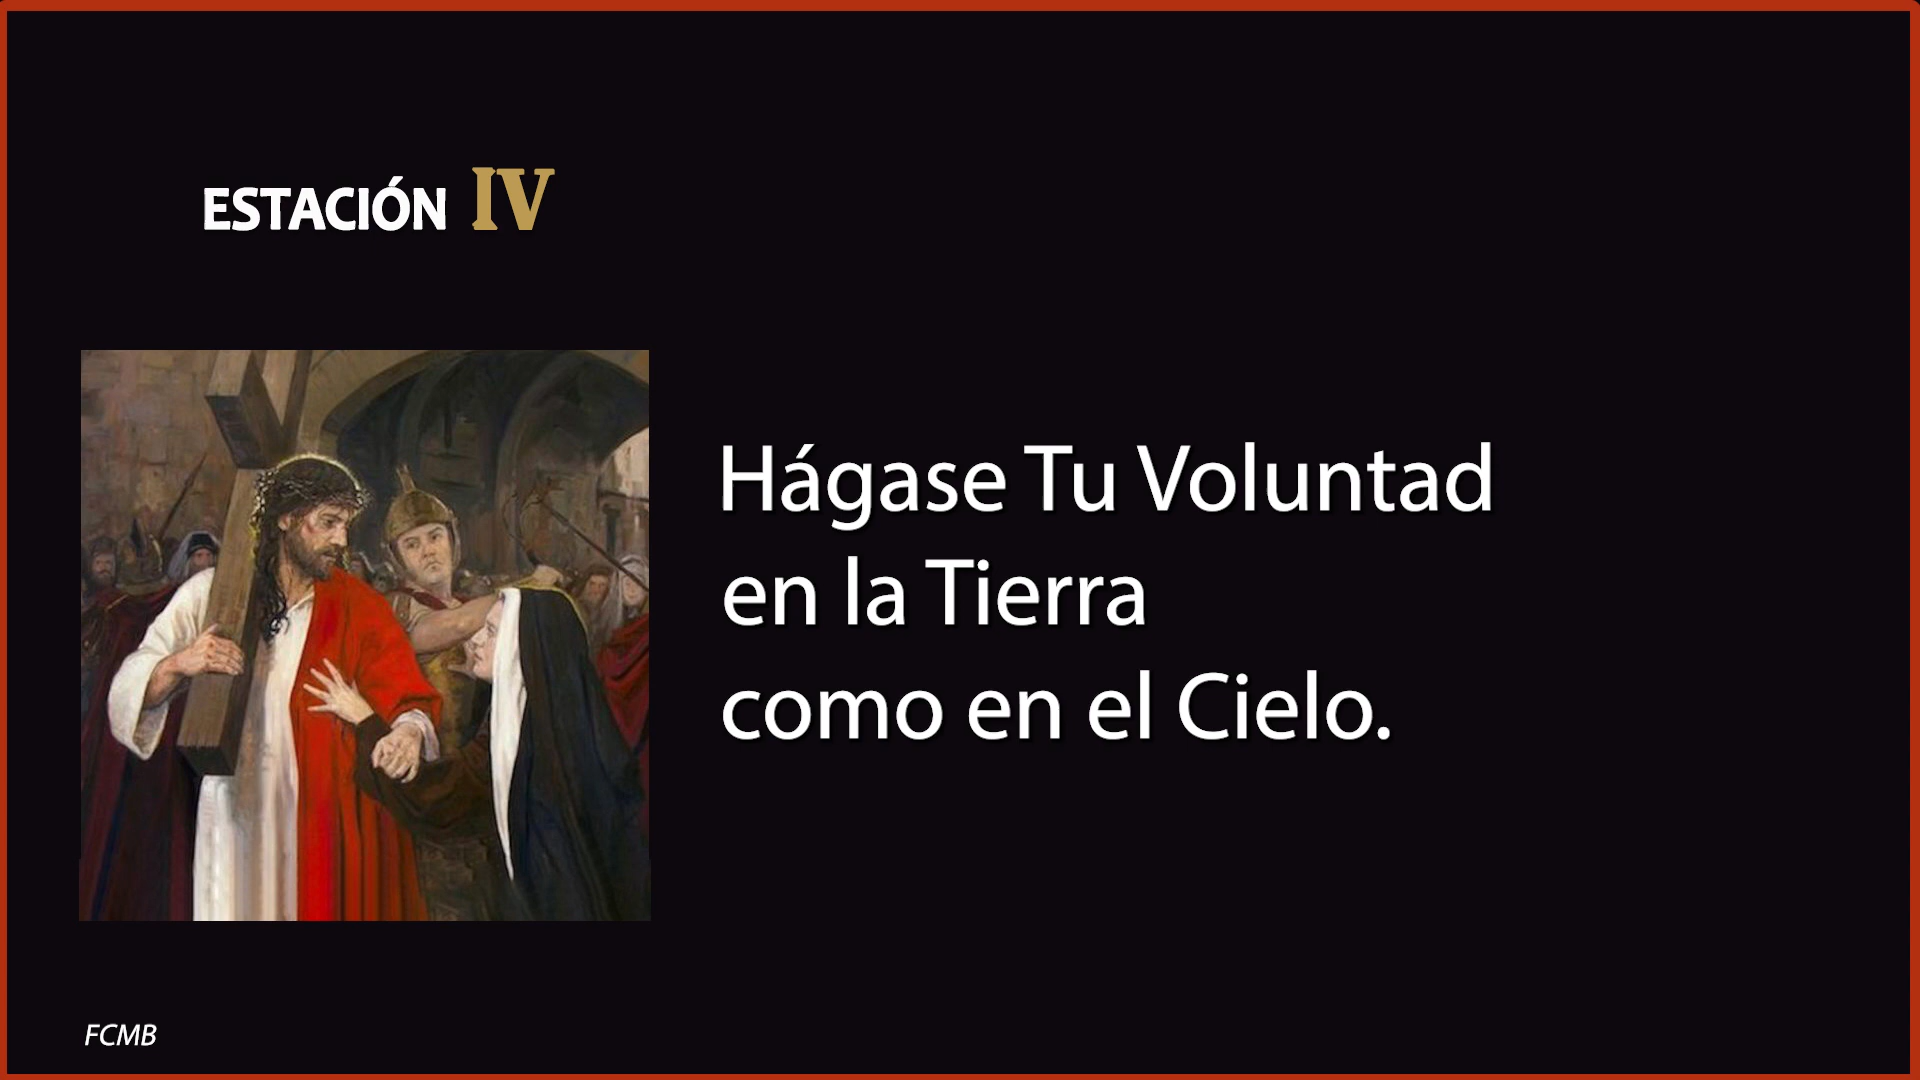 ESTACIÓN IV
Hágase Tu Voluntad
en la Tierra
como en el Cielo.
FCMB